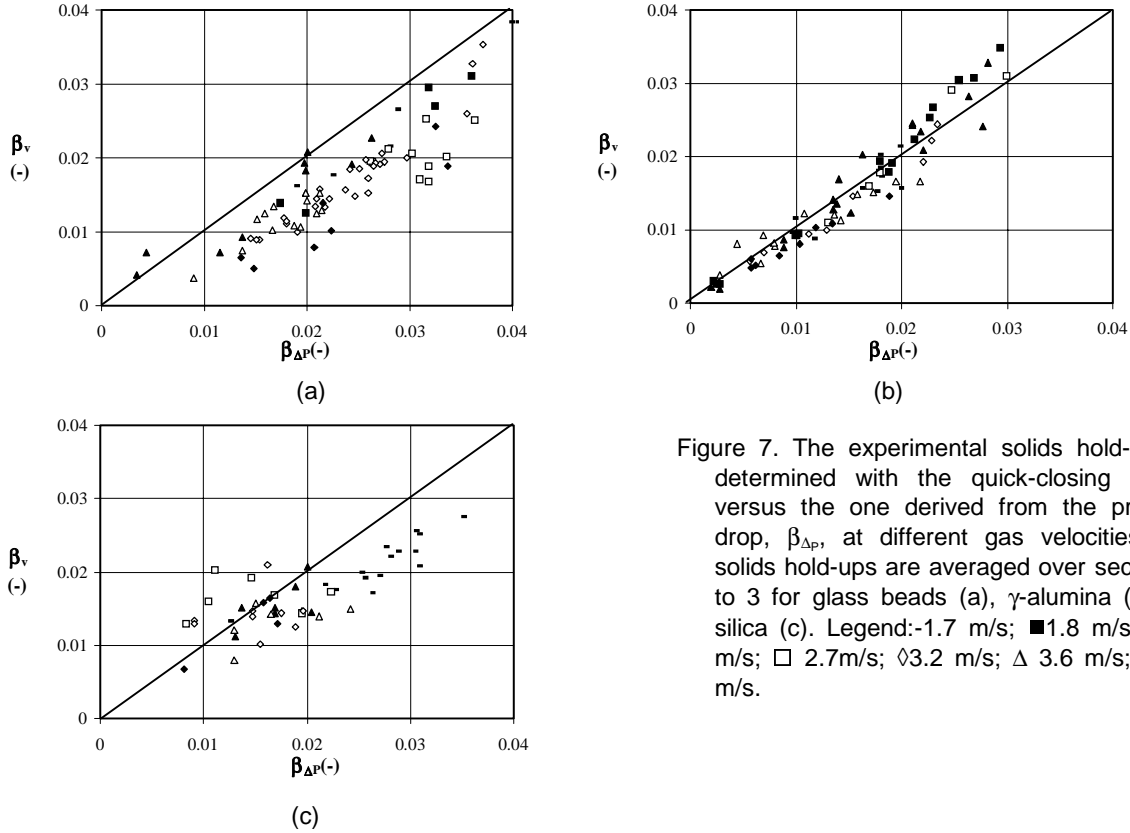 0.04
0.03
0.02
0.01
0
βv
(-)
0 0.01 0.02 0.03 0.04
βΔP(-)
(a)
0.04
0.03
0.02
0.01
0
βv
(-)
0 0.01 0.02 0.03 0.04
βΔP(-)
(b)
0.04
0.03
0.02
0.01
0
βv
(-)
0 0.01 0.02 0.03 0.04
βΔP(-)
(c)
Figure 7. The experimental solids hold-
determined with the quick-closing
versus the one derived from the pr
drop, βΔP, at different gas velocities
solids hold-ups are averaged over sec
to 3 for glass beads (a), γ-alumina (
silica (c). Legend:-1.7 m/s; ■1.8 m/s
m/s; □ 2.7m/s; ◊3.2 m/s; Δ 3.6 m/s;
m/s.